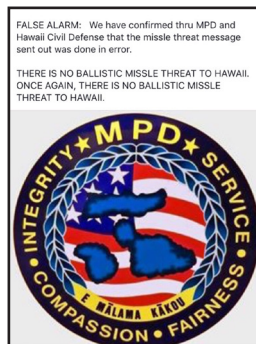 FALSE ALARM: We have confirmed thru MPD and
Hawaii Civil Defense that the missle threat message
sent out was done in error.
THERE IS NO BALLISTIC MISSLE THREAT TO HAWAII.
ONCE AGAIN, THERE IS NO BALLISTIC MISSLE
THREAT TO HAWAII.
★ MPD ★
INTEGRITY
SERVICE
E MĀLAMA KĀKOU
COMPASSION • FAIRNESS